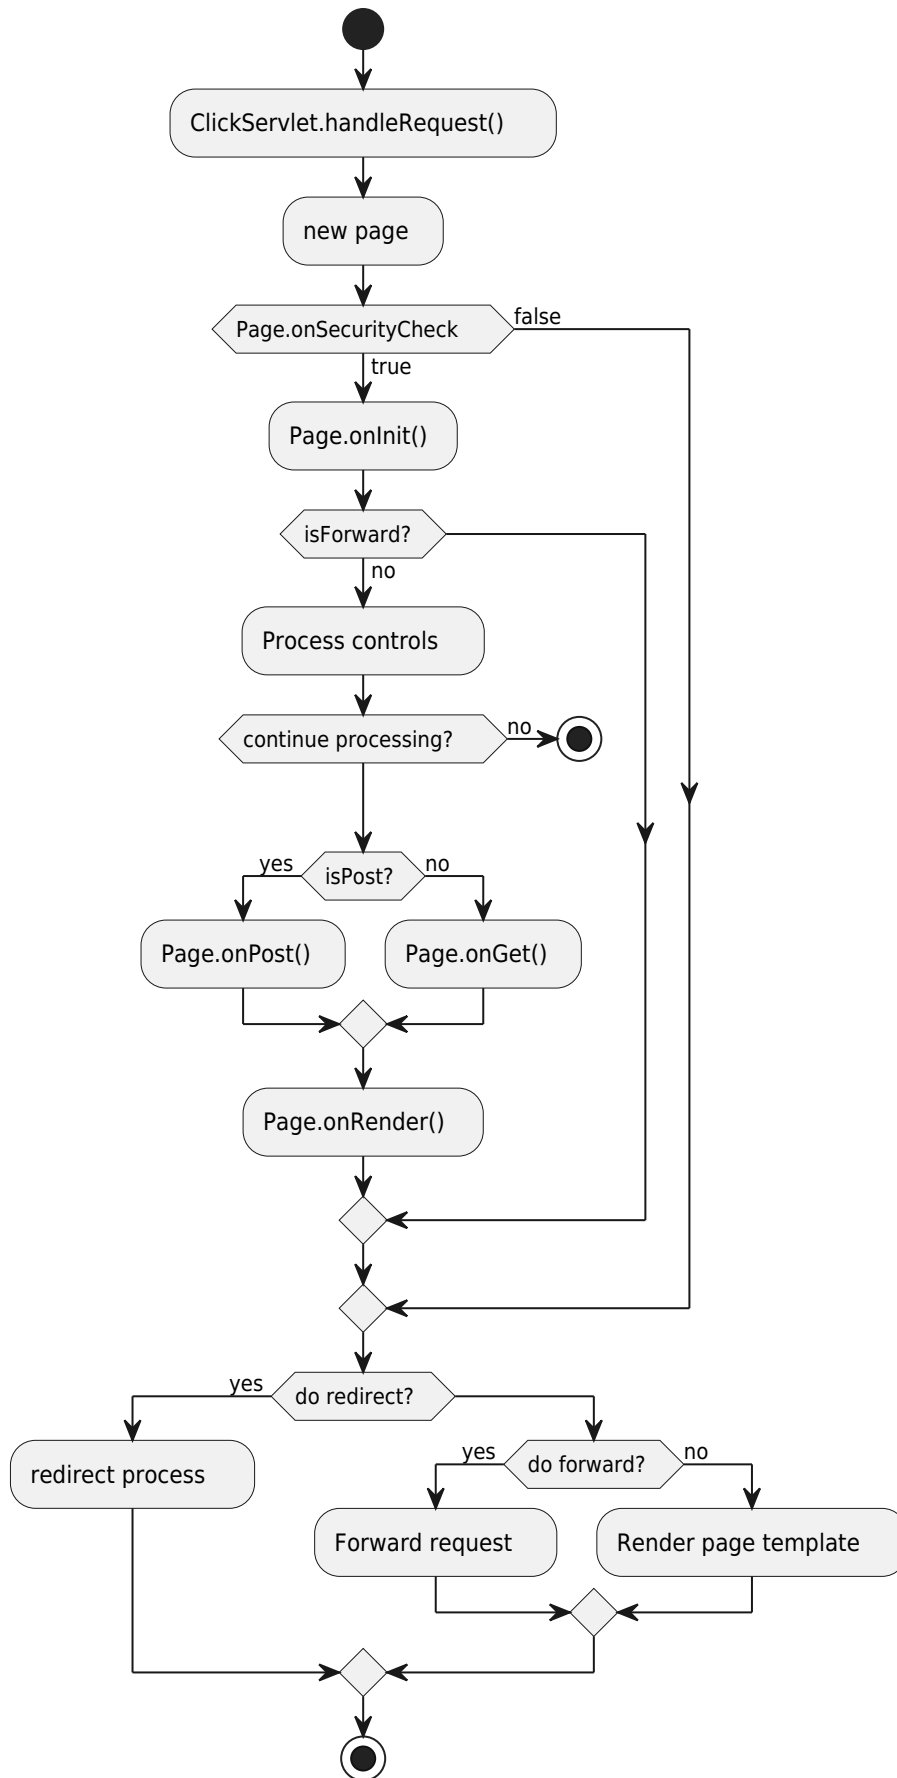 ClickServlet.handleRequest()
new page
Page.onSecurityCheck
false
true
Page.onInit()
isForward?
no
Process controls
continue processing?
no
yes
isPost?
no
Page.onPost()
Page.onGet()
Page.onRender()
yes
do redirect?
redirect process
yes
do forward?
no
Forward request
Render page template